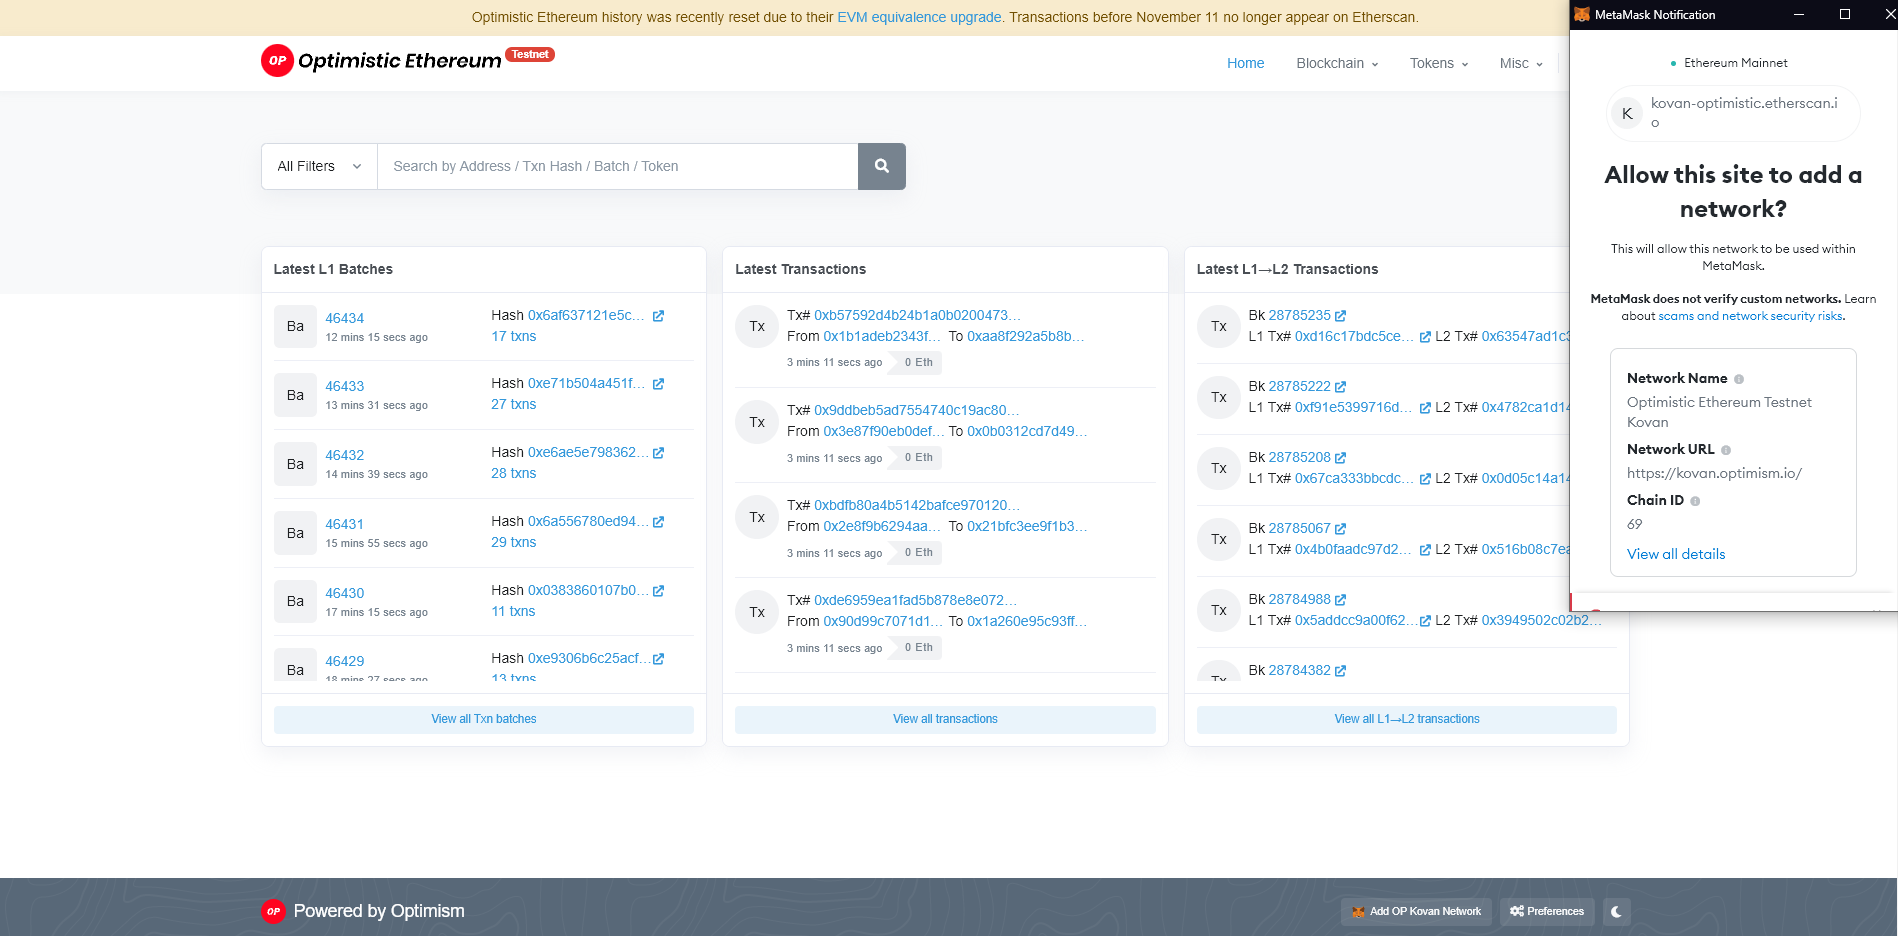 Optimistic Ethereum history was recently reset due to their EVM equivalence upgrade. Transactions before November 11 no longer appear on Etherscan.
OP Optimistic Ethereum Testnet
Home Blockchain Tokens Misc
All Filters Search by Address / Txn Hash / Batch / Token
Latest L1 Batches
Ba 46434 Hash 0x6af637121e5c...
12 mins 15 secs ago 17 txns
Ba 46433 Hash 0xe71b504a451f...
13 mins 31 secs ago 27 txns
Ba 46432 Hash 0xe6ae5e798362...
14 mins 39 secs ago 28 txns
Ba 46431 Hash 0x6a556780ed94...
15 mins 55 secs ago 29 txns
Ba 46430 Hash 0x0383860107b0...
17 mins 15 secs ago 11 txns
Ba 46429 Hash 0xe9306b6c25acf...
18 mins 27 secs ago 13 txns
View all Txn batches
Latest Transactions
Tx Tx# 0xb57592d4b24b1a0b0200473...
From 0x1b1adeb2343f... To 0xaa8f292a5b8b...
3 mins 11 secs ago 0 Eth
Tx Tx# 0x9ddbeb5ad7554740c19ac80...
From 0x3e87f90eb0def... To 0x0b0312cd7d49...
3 mins 11 secs ago 0 Eth
Tx Tx# 0xbdfb80a4b5142bafce970120...
From 0x2e8f9b6294aa... To 0x21bfc3ee9f1b3...
3 mins 11 secs ago 0 Eth
Tx Tx# 0xde6959ea1fad5b878e8e072...
From 0x90d99c7071d1... To 0x1a260e95c93ff...
3 mins 11 secs ago 0 Eth
View all transactions
Latest L1→L2 Transactions
Tx Bk 28785235
L1 Tx# 0xd16c17bdc5ce... L2 Tx# 0x63547ad1c3
Tx Bk 28785222
L1 Tx# 0xf91e5399716d... L2 Tx# 0x4782ca1d14
Tx Bk 28785208
L1 Tx# 0x67ca333bbcdc... L2 Tx# 0x0d05c14a14
Tx Bk 28785067
L1 Tx# 0x4b0faadc97d2... L2 Tx# 0x516b08c7ea
Tx Bk 28784988
L1 Tx# 0x5addcc9a00f62... L2 Tx# 0x3949502c02b2...
Tx Bk 28784382
View all L1→L2 transactions
MetaMask Notification
Ethereum Mainnet
K kovan-optimistic.etherscan.i
o
Allow this site to add a
network?
This will allow this network to be used within
MetaMask.
MetaMask does not verify custom networks. Learn
about scams and network security risks.
Network Name
Optimistic Ethereum Testnet
Kovan
Network URL
https://kovan.optimism.io/
Chain ID
69
View all details
OP Powered by Optimism
Add OP Kovan Network Preferences